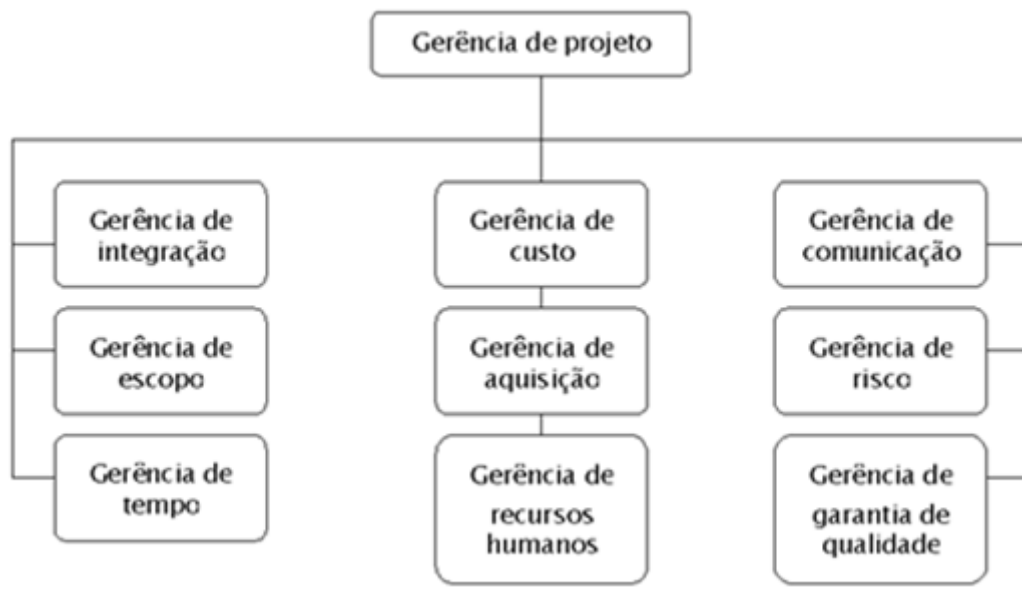 Gerência de projeto
Gerência de
integração
Gerência de
custo
Gerência de
comunicação
Gerência de
escopo
Gerência de
aquisição
Gerência de
risco
Gerência de
tempo
Gerência de
recursos
humanos
Gerência de
garantia de
qualidade